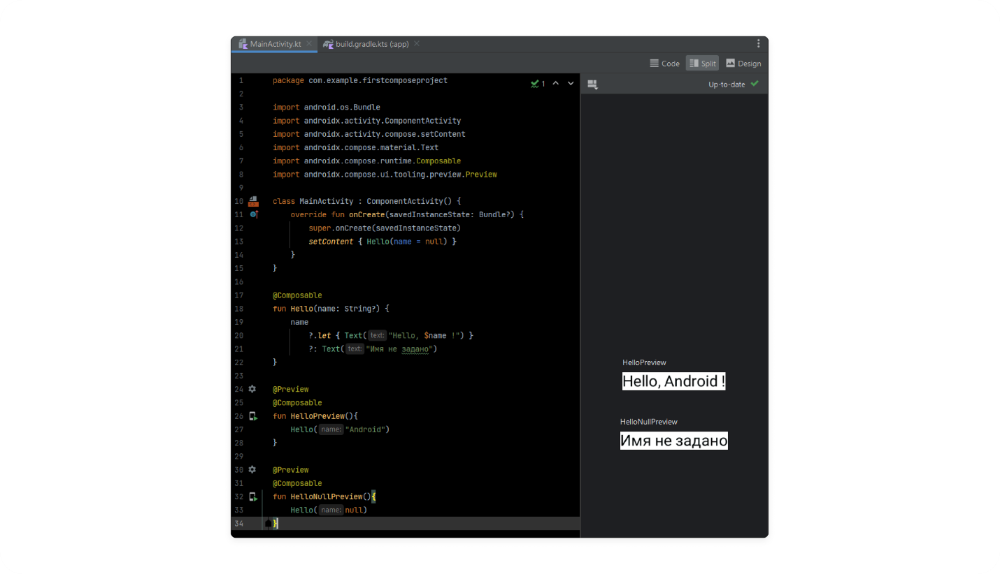 MainActivity.kt build.gradle.kts (:app)
Code Split Design
1 package com.example.firstcomposeproject
1
Up-to-date
2
3 import android.os.Bundle
4 import androidx.activity.ComponentActivity
5 import androidx.activity.compose.setContent
6 import androidx.compose.material.Text
7 import androidx.compose.runtime.Composable
8 import androidx.compose.ui.tooling.preview.Preview
9
10 class MainActivity : ComponentActivity() {
11 override fun onCreate(savedInstanceState: Bundle?) {
12 super.onCreate(savedInstanceState)
13 setContent { Hello(name = null) }
14 }
15 }
16
17 @Composable
18 fun Hello(name: String?) {
19 name
20 ?.let { Text( text: "Hello, $name !") }
21 ?: Text( text: "Имя не задано")
22 }
23
24 @Preview
25 @Composable
26 fun HelloPreview(){
27 Hello( name: "Android")
28 }
29
30 @Preview
31 @Composable
32 fun HelloNullPreview(){
33 Hello( name: null)
34 }
HelloPreview
Hello, Android !
HelloNullPreview
Имя не задано